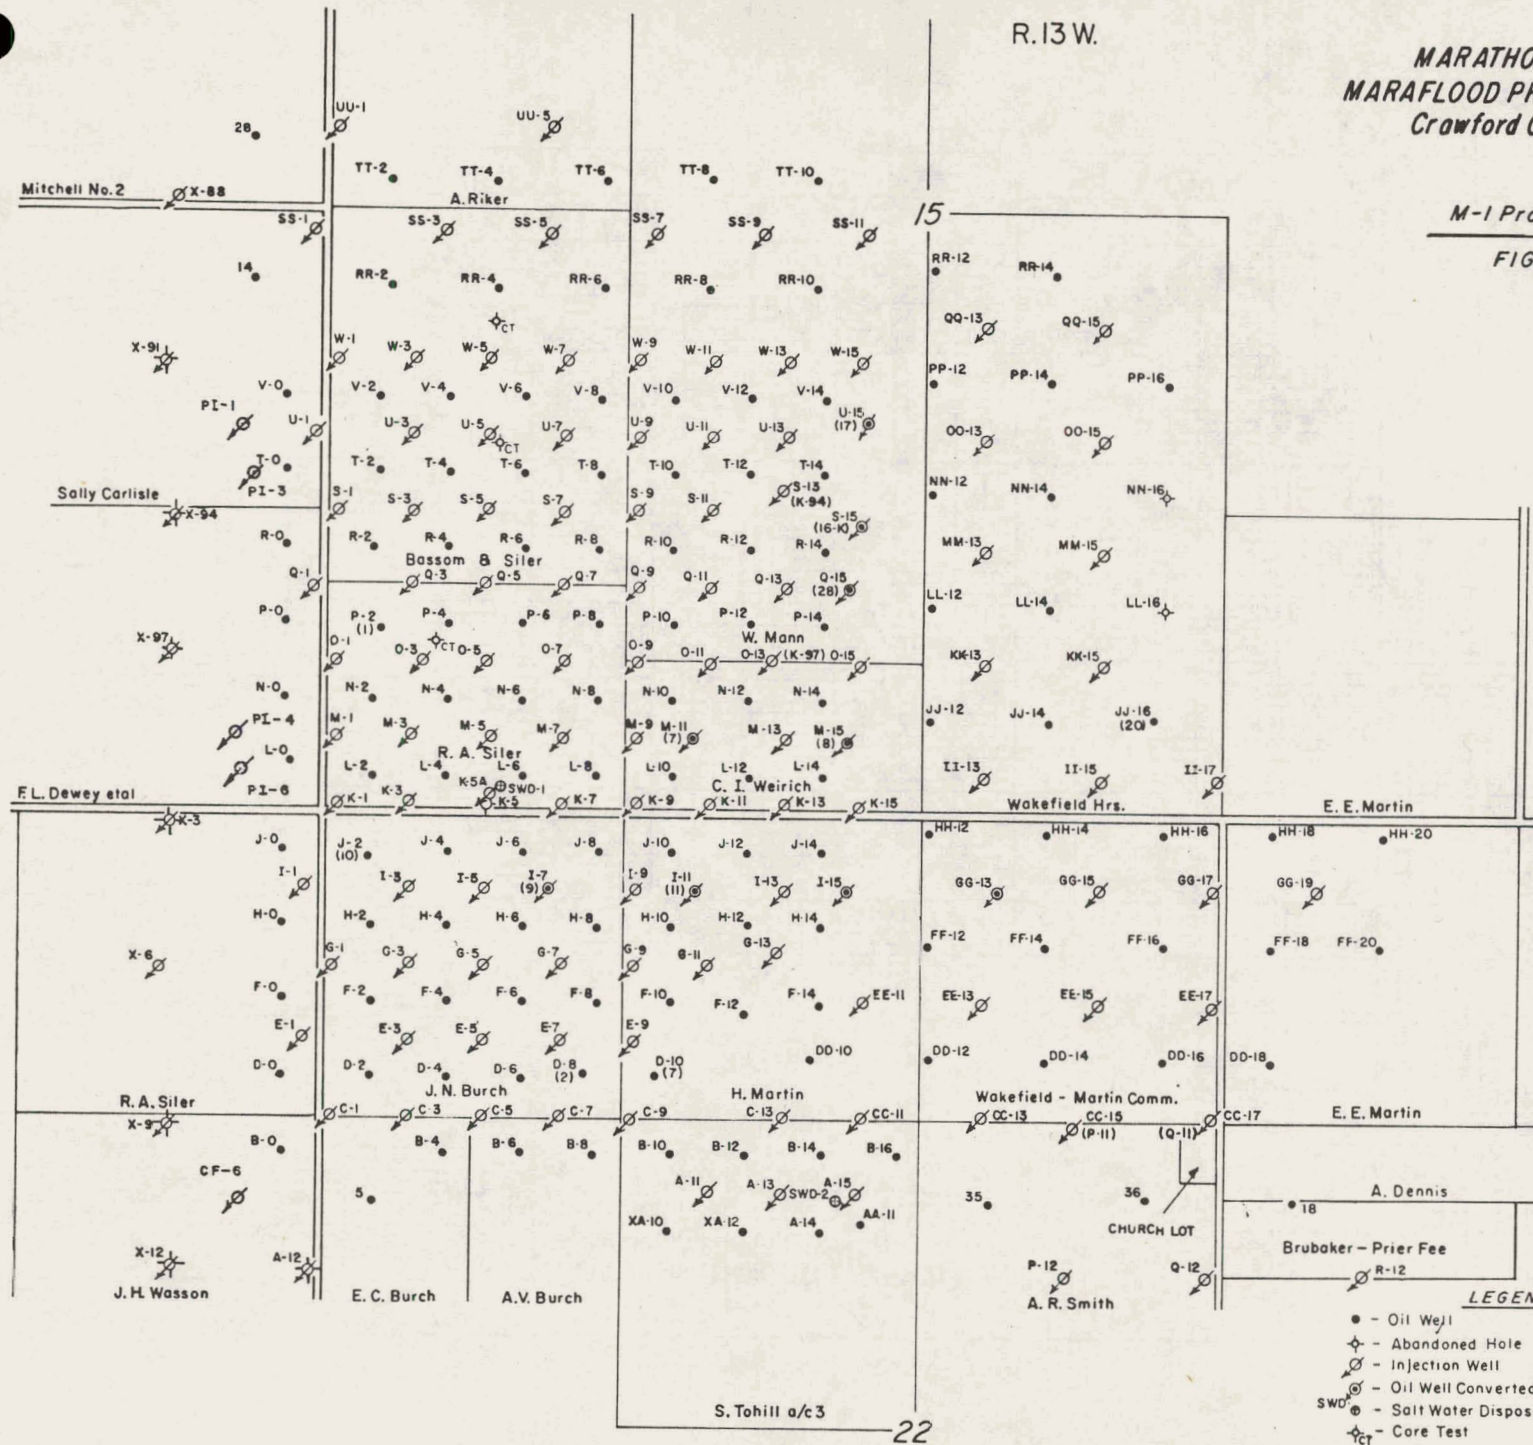 R.13 W.
MARATHO
MARAFLOOD PR
Crawford C
M-1 Pro
FIG
28 UU-1 UU-5
TT-2 TT-4 TT-6 TT-8 TT-10
Mitchell No.2 X-88 A. Riker
SS-1 SS-3 SS-5 SS-7 SS-9 SS-11 15
14 RR-2 RR-4 RR-6 RR-8 RR-10 RR-12 RR-14
CT QQ-13 QQ-15
X-91 W-1 W-3 W-5 W-7 W-9 W-11 W-13 W-15
V-0 V-2 V-4 V-6 V-8 V-10 V-12 V-14 PP-12 PP-14 PP-16
PI-1 U-1 U-3 U-5 U-7 U-9 U-11 U-13 U-15 OO-13 OO-15
CT (17)
T-0 T-2 T-4 T-6 T-8 T-10 T-12 T-14
PI-3
Sally Carlisle S-1 S-3 S-5 S-7 S-9 S-11 S-13 NN-12 NN-14 NN-16
(K-94)
X-94 S-15
(16-K)
R-0 R-2 R-4 R-6 R-8 R-10 R-12 R-14 MM-13 MM-15
Bassom & Siler
Q-1 Q-3 Q-5 Q-7 Q-9 Q-11 Q-13 Q-15
(28)
P-0 P-2 P-4 P-6 P-8 P-10 P-12 P-14 LL-12 LL-14 LL-16
(1)
X-97 CT W. Mann
O-1 O-3 O-5 O-7 O-9 O-11 O-13 (K-97) O-15 KK-13 KK-15
N-0 N-2 N-4 N-6 N-8 N-10 N-12 N-14
PI-4 M-1 M-3 M-5 M-7 M-9 M-11 M-13 M-15 JJ-12 JJ-14 JJ-16
(7) (8) (20)
R. A. Siler
L-0 L-2 L-4 L-6 L-8 L-10 L-12 L-14 II-13 II-15 II-17
PI-6 K-5A SWD-1 C. I. Weirich
F.L. Dewey etal K-1 K-3 K-5 K-7 K-9 K-11 K-13 K-15 Wakefield Hrs. E. E. Martin
K-3
J-0 J-2 J-4 J-6 J-8 J-10 J-12 J-14 HH-12 HH-14 HH-16 HH-18 HH-20
(10)
I-1 I-3 I-5 I-7 I-9 I-11 I-13 I-15 GG-13 GG-15 GG-17 GG-19
(9) (11)
H-0 H-2 H-4 H-6 H-8 H-10 H-12 H-14
X-6 G-1 G-3 G-5 G-7 G-9 G-11 G-13 FF-12 FF-14 FF-16 FF-18 FF-20
F-0 F-2 F-4 F-6 F-8 F-10 F-12 F-14 EE-11 EE-13 EE-15 EE-17
E-1 E-3 E-5 E-7 E-9
D-0 D-2 D-4 D-6 D-8 D-10 DD-10 DD-12 DD-14 DD-16 DD-18
(2) (7)
R. A. Siler J. N. Burch H. Martin Wakefield - Martin Comm.
X-9 C-1 C-3 C-5 C-7 C-9 C-13 CC-11 CC-13 CC-15 CC-17 E. E. Martin
(P-11) (Q-11)
B-0 B-4 B-6 B-8 B-10 B-12 B-14 B-16
CF-6 5 A-11 A-13 SWD-2 A-15 35 36 A. Dennis
18
XA-10 XA-12 A-14 AA-11 CHURCH LOT
X-12 A-12 P-12 Q-12 Brubaker - Prier Fee
R-12
J. H. Wasson E. C. Burch A.V. Burch A. R. Smith
LEGEN
- Oil Well
- Abandoned Hole
- Injection Well
- Oil Well Converted
SWD - Salt Water Dispos
CT - Core Test
S. Tohill a/c3
22